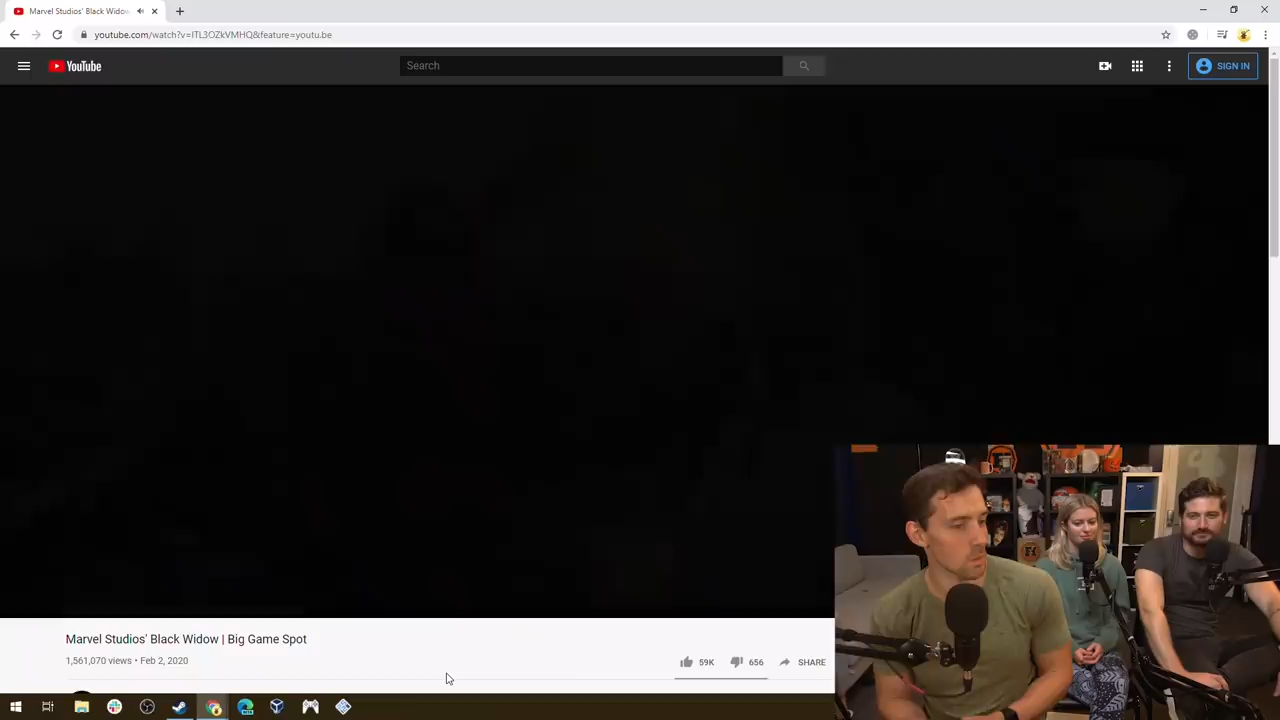 Marvel Studios' Black Widow
youtube.com/watch?v=ITL3OZkVMHQ&feature=youtu.be
YouTube
Search
SIGN IN
Marvel Studios' Black Widow | Big Game Spot
1,561,070 views • Feb 2, 2020
59K
656
SHARE